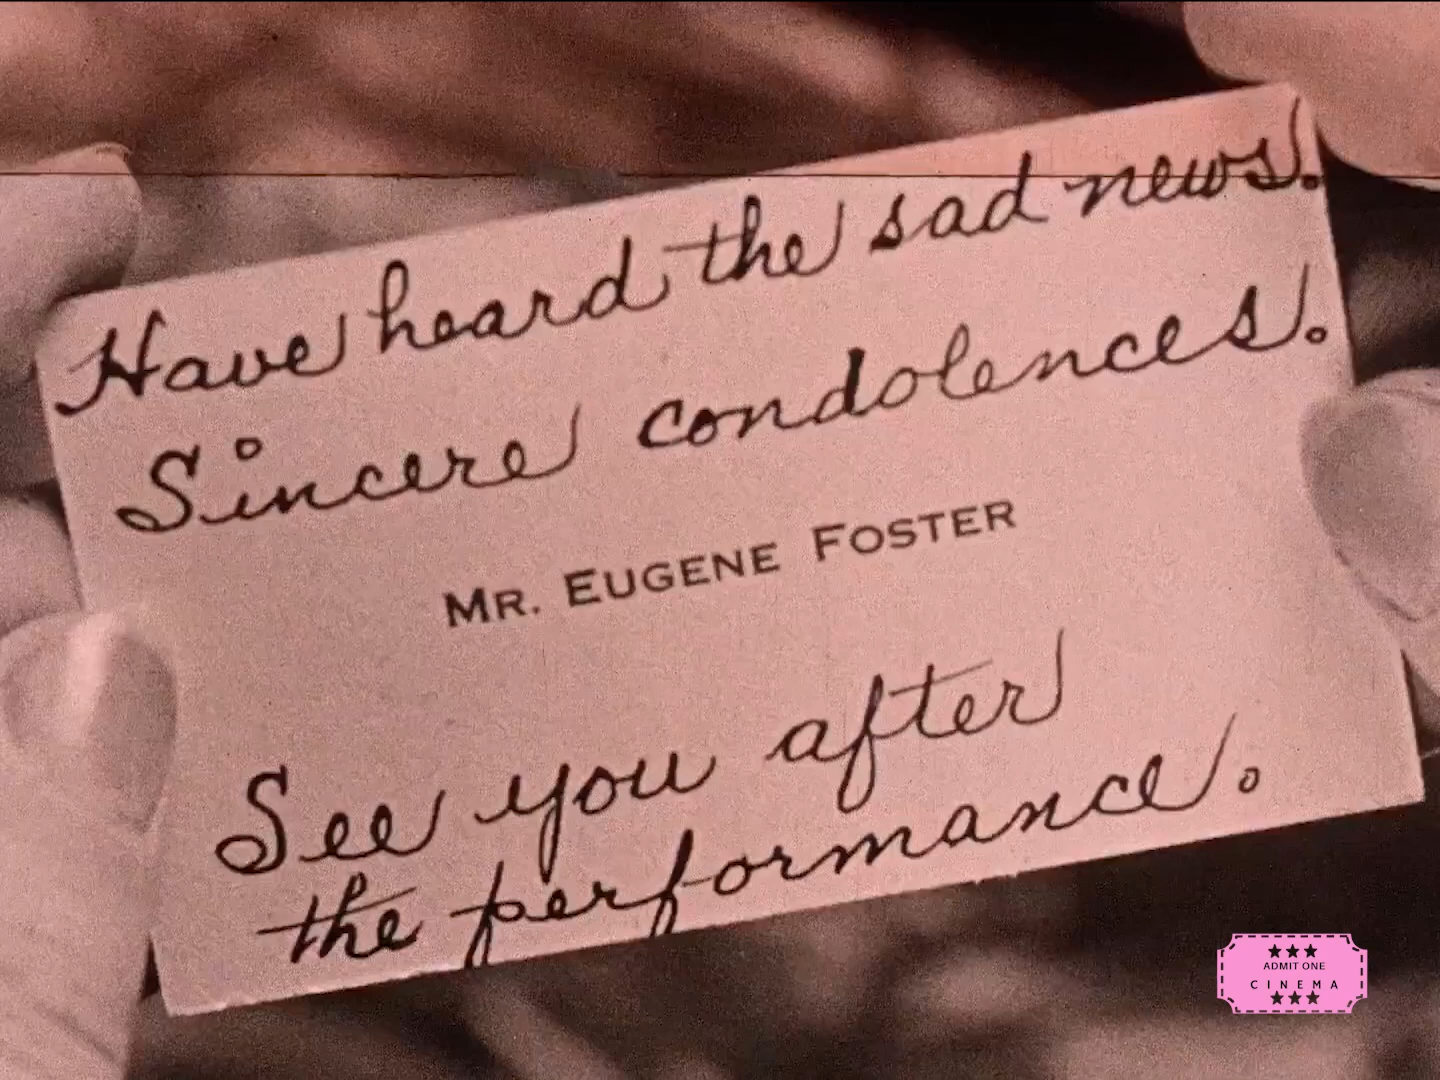 Have heard the sad news.
Sincere condolences.
MR. EUGENE FOSTER
See you after
the performance.
ADMIT ONE
CINEMA